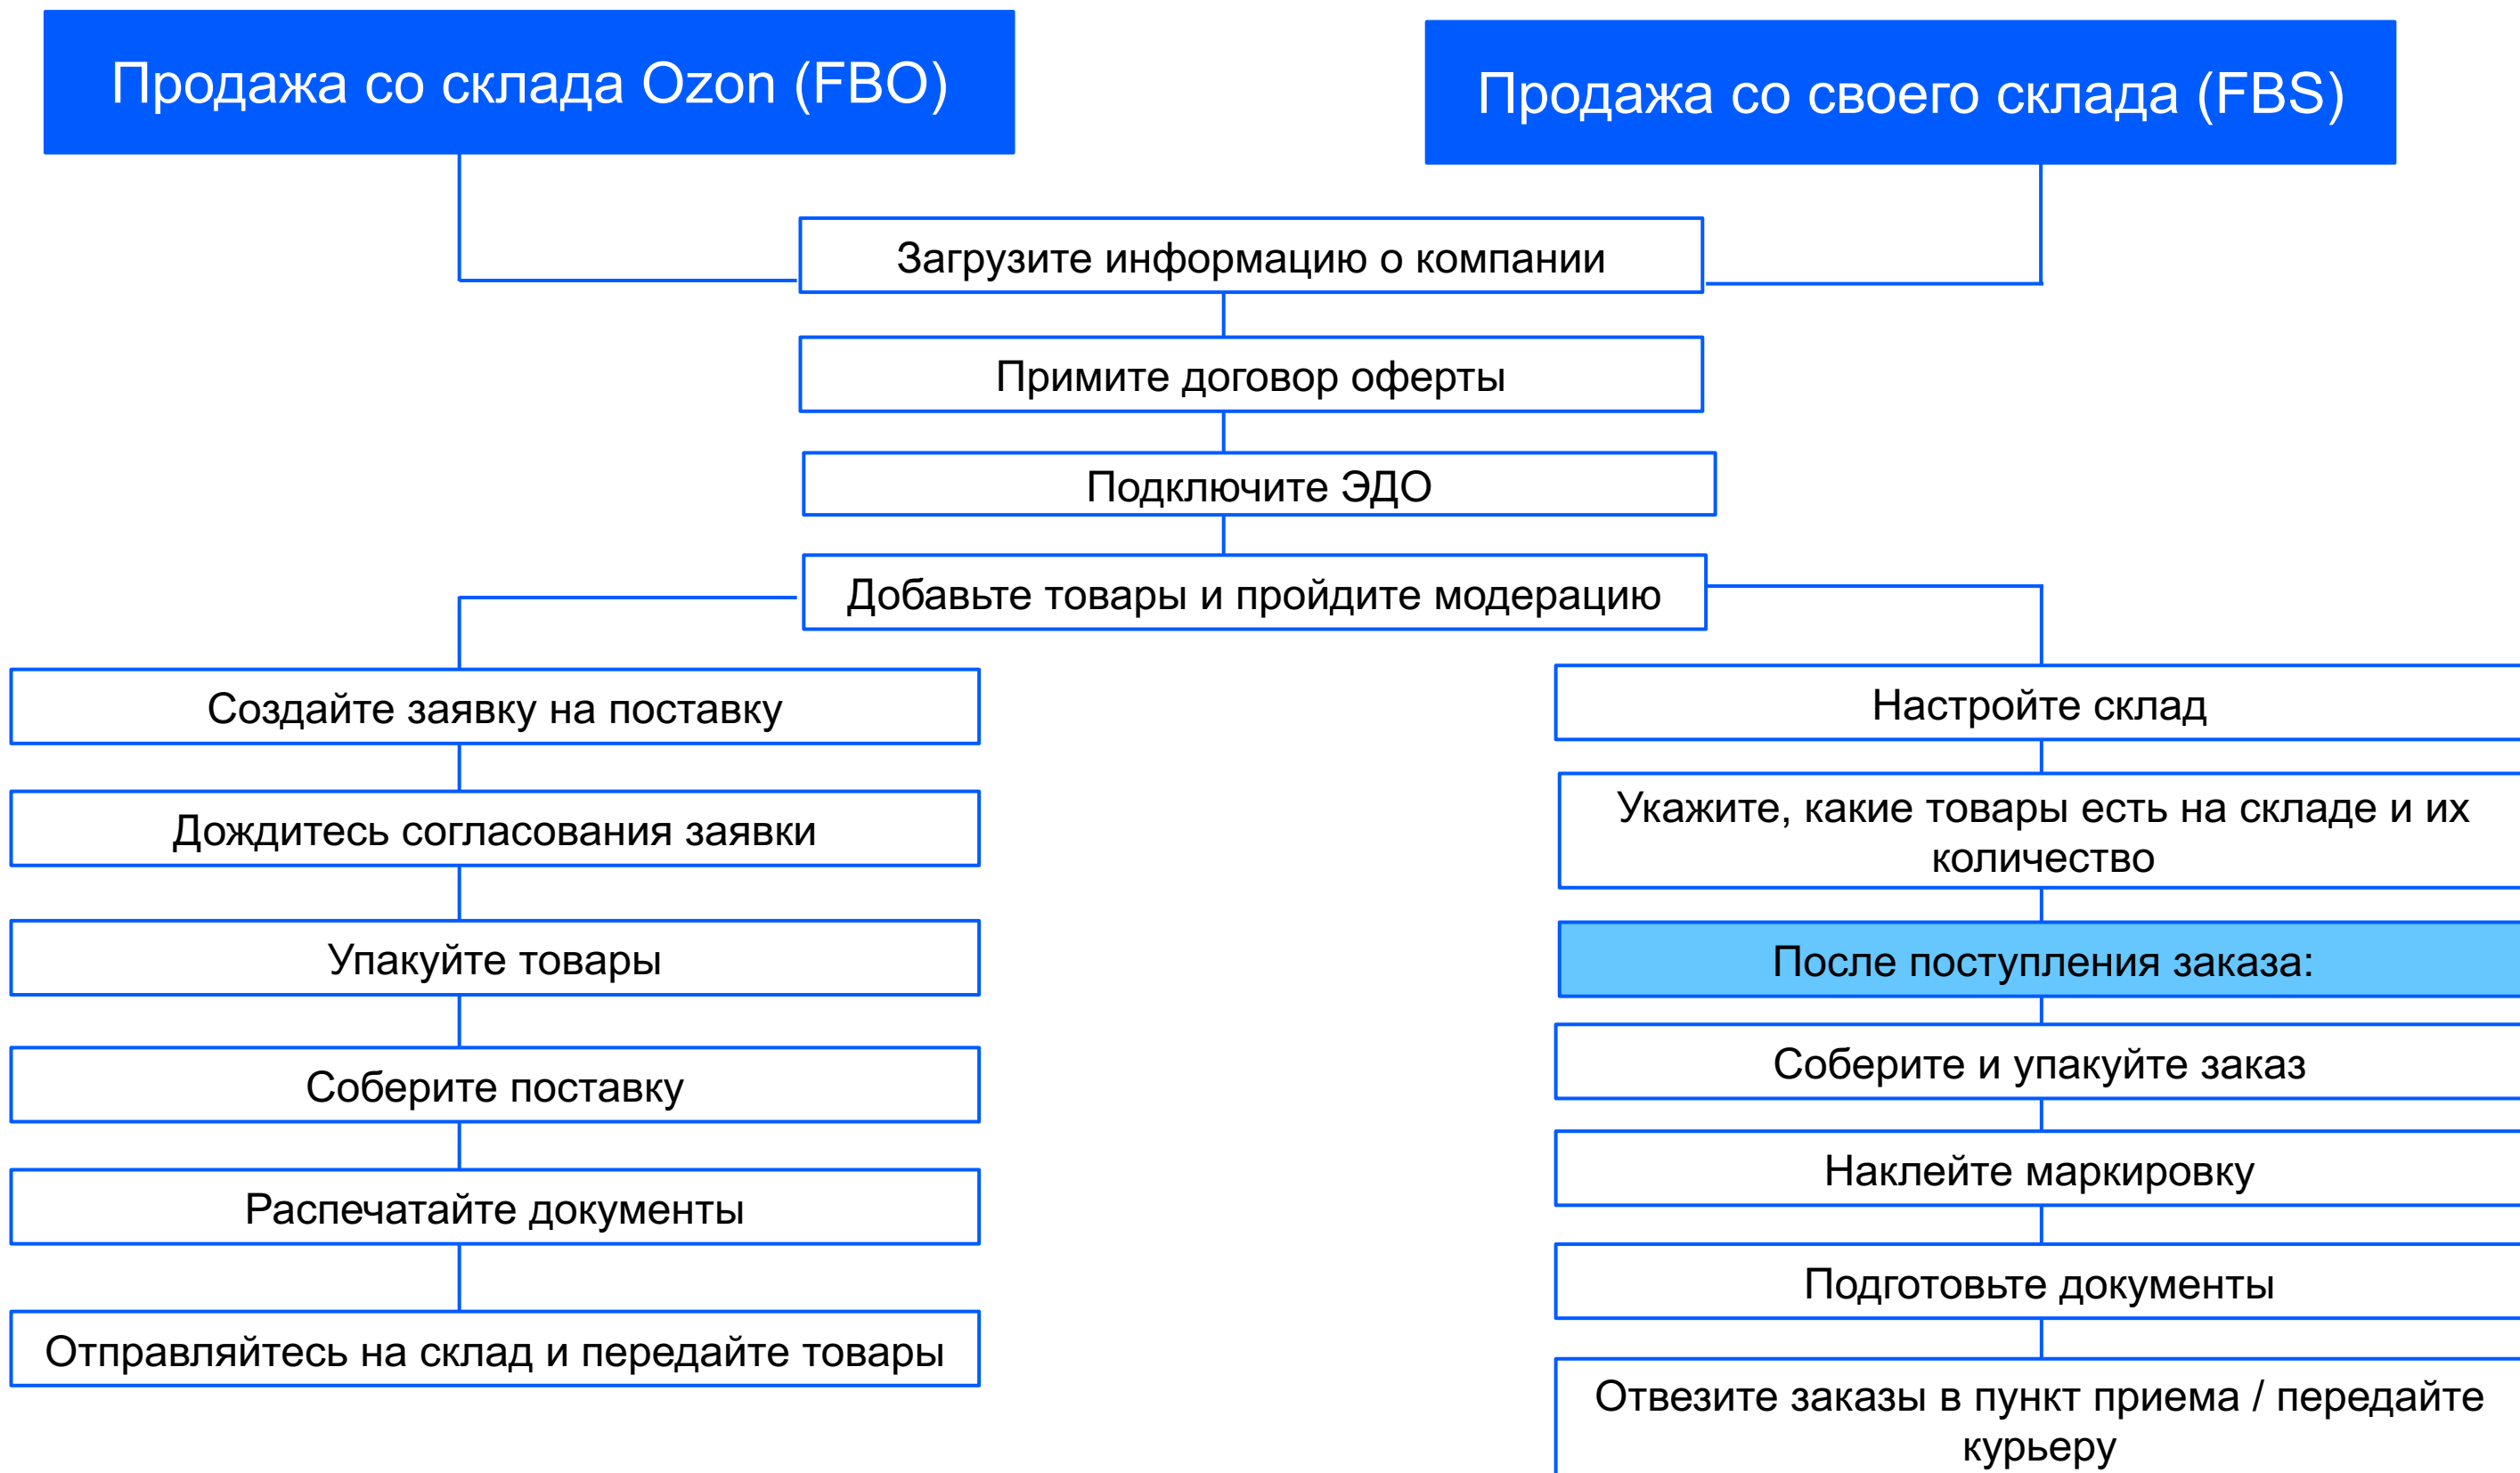 Продажа со склада Ozon (FBO)
Продажа со своего склада (FBS)
Загрузите информацию о компании
Примите договор оферты
Подключите ЭДО
Добавьте товары и пройдите модерацию
Создайте заявку на поставку
Дождитесь согласования заявки
Упакуйте товары
Соберите поставку
Распечатайте документы
Отправляйтесь на склад и передайте товары
Настройте склад
Укажите, какие товары есть на складе и их
количество
После поступления заказа:
Соберите и упакуйте заказ
Наклейте маркировку
Подготовьте документы
Отвезите заказы в пункт приема / передайте
курьеру